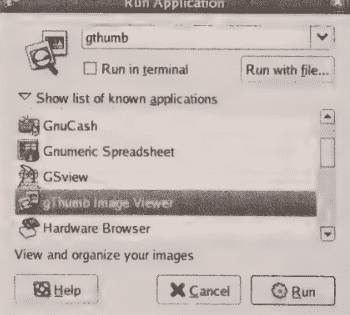 Run Application
gthumb
Run in terminal
Run with file...
Show list of known applications
GnuCash
Gnumeric Spreadsheet
GSview
gThumb Image Viewer
Hardware Browser
View and organize your images
Help
Cancel
Run